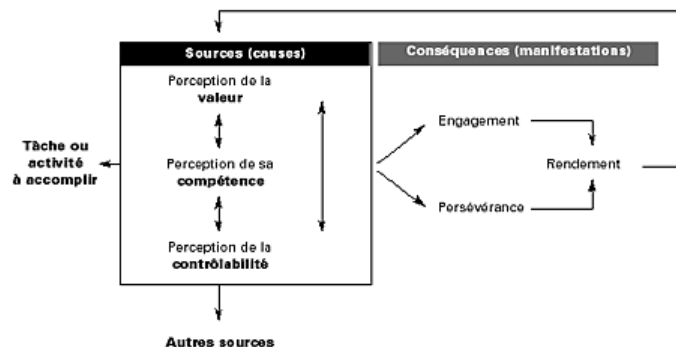 Sources (causes)
Conséquences (manifestations)
Perception de la
valeur
Engagement
Tâche ou
activité
à accomplir
Perception de sa
compétence
Rendement
Persévérance
Perception de la
contrôlabilité
Autres sources